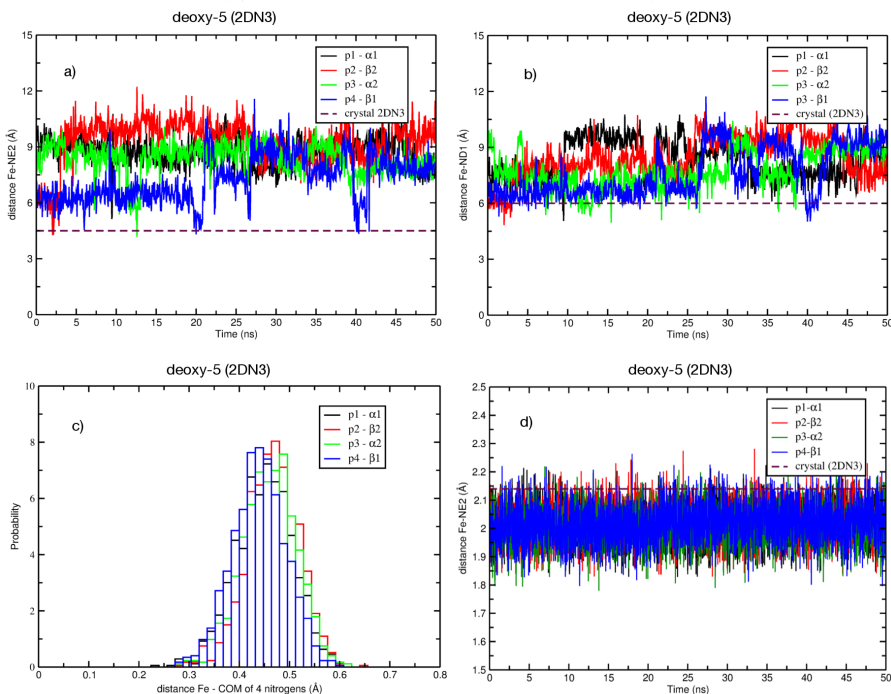 deoxy-5 (2DN3)
a)
p1 - α1
p2 - β2
p3 - α2
p4 - β1
crystal 2DN3
distance Fe-NE2 (Å)
15
12
9
6
3
0
0 5 10 15 20 25 30 35 40 45 50
Time (ns)
deoxy-5 (2DN3)
b)
p1 - α1
p2 - β2
p3 - α2
p3 - β1
crystal (2DN3)
distance Fe-ND1 (Å)
15
12
9
6
3
0
0 5 10 15 20 25 30 35 40 45 50
Time (ns)
deoxy-5 (2DN3)
c)
p1 - α1
p2 - β2
p3 - α2
p4 - β1
Probability
10
8
6
4
2
0
0 0.1 0.2 0.3 0.4 0.5 0.6 0.7 0.8
distance Fe - COM of 4 nitrogens (Å)
deoxy-5 (2DN3)
d)
p1-α1
p2-β2
p3-α2
p4-β1
crystal (2DN3)
distance Fe-NE2 (Å)
2.5
2.4
2.3
2.2
2.1
2
1.9
1.8
1.7
1.6
1.5
0 5 10 15 20 25 30 35 40 45 50
Time (ns)